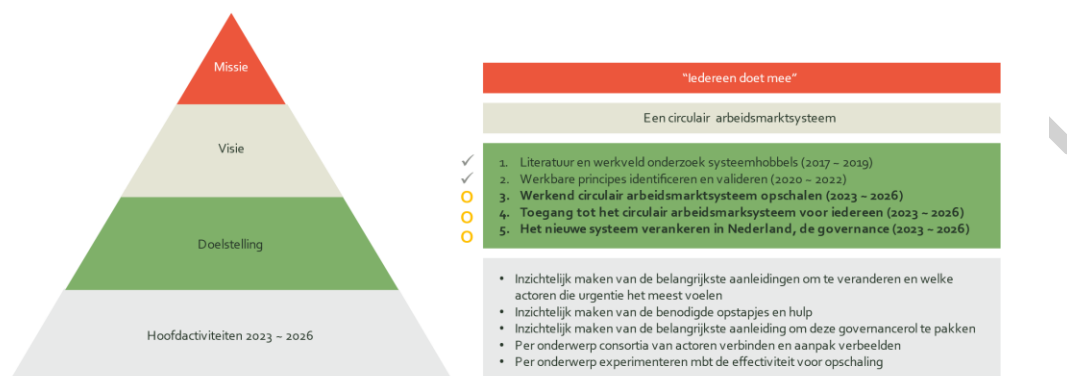 Missie
Visie
Doelstelling
Hoofdactiviteiten 2023 ~ 2026
“Iedereen doet mee”
Een circulair arbeidsmarktsysteem
1. Literatuur en werkveld onderzoek systeemhobbels (2017 ~ 2019)
2. Werkbare principes identificeren en valideren (2020 ~ 2022)
3. Werkend circulair arbeidsmarktsysteem opschalen (2023 ~ 2026)
4. Toegang tot het circulair arbeidsmarksysteem voor iedereen (2023 ~ 2026)
5. Het nieuwe systeem verankeren in Nederland, de governance (2023 ~ 2026)
• Inzichtelijk maken van de belangrijkste aanleidingen om te veranderen en welke
actoren die urgentie het meest voelen
• Inzichtelijk maken van de benodigde opstapjes en hulp
• Inzichtelijk maken van de belangrijkste aanleiding om deze governancerol te pakken
• Per onderwerp consortia van actoren verbinden en aanpak verbeelden
• Per onderwerp experimenteren mbt de effectiviteit voor opschaling